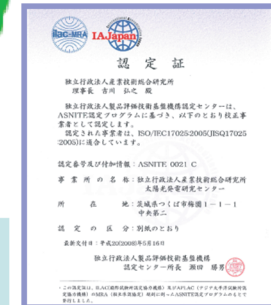 ilac-MRA
IAJapan
認定証
独立行政法人産業技術総合研究所
理事長 吉川 弘之 殿
独立行政法人製品評価技術基盤機構認定センターは、
ASNITE認定プログラムに基づき、以下のとおり校正事
業者として認定します。
認定された事業者は、ISO/IEC17025:2005(JISQ17025
:2005)に適合しています。
認定番号及び付加情報:ASNITE 0021 C
事業所の名称:独立行政法人産業技術総合研究所
太陽光発電研究センター
所在地:茨城県つくば市梅園1-1-1
中央第二
認定の区分:別紙のとおり
最新交付日:平成20(2008)年5月16日
独立行政法人製品評価技術基盤機構
認定センター所長 瀬田 勝男